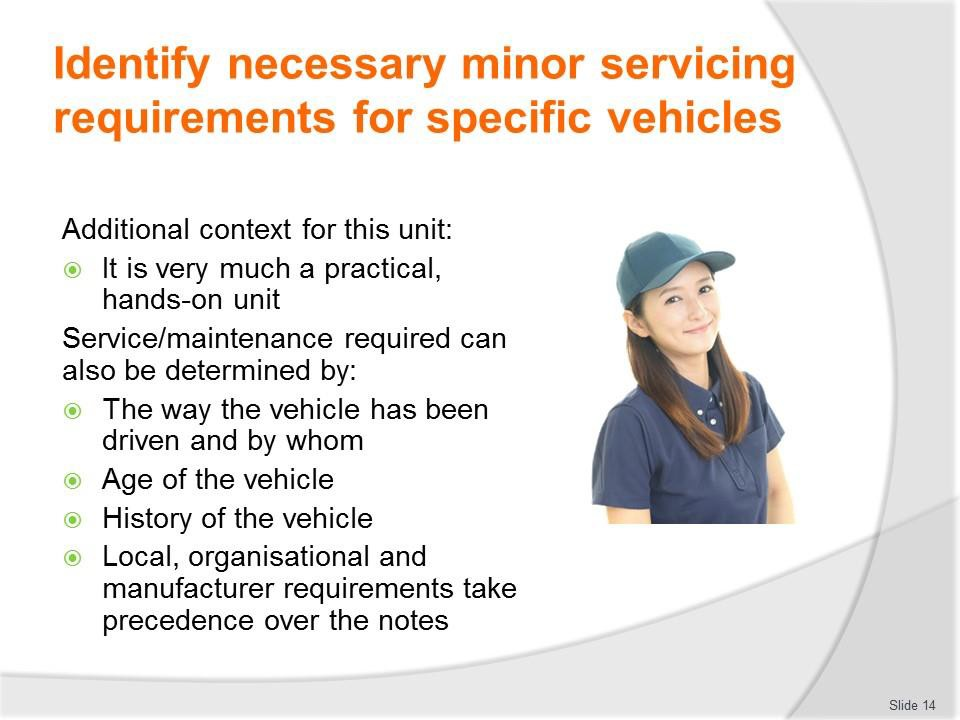 Identify necessary minor servicing
requirements for specific vehicles
Additional context for this unit:
It is very much a practical,
hands-on unit
Service/maintenance required can
also be determined by:
The way the vehicle has been
driven and by whom
Age of the vehicle
History of the vehicle
Local, organisational and
manufacturer requirements take
precedence over the notes
Slide 14